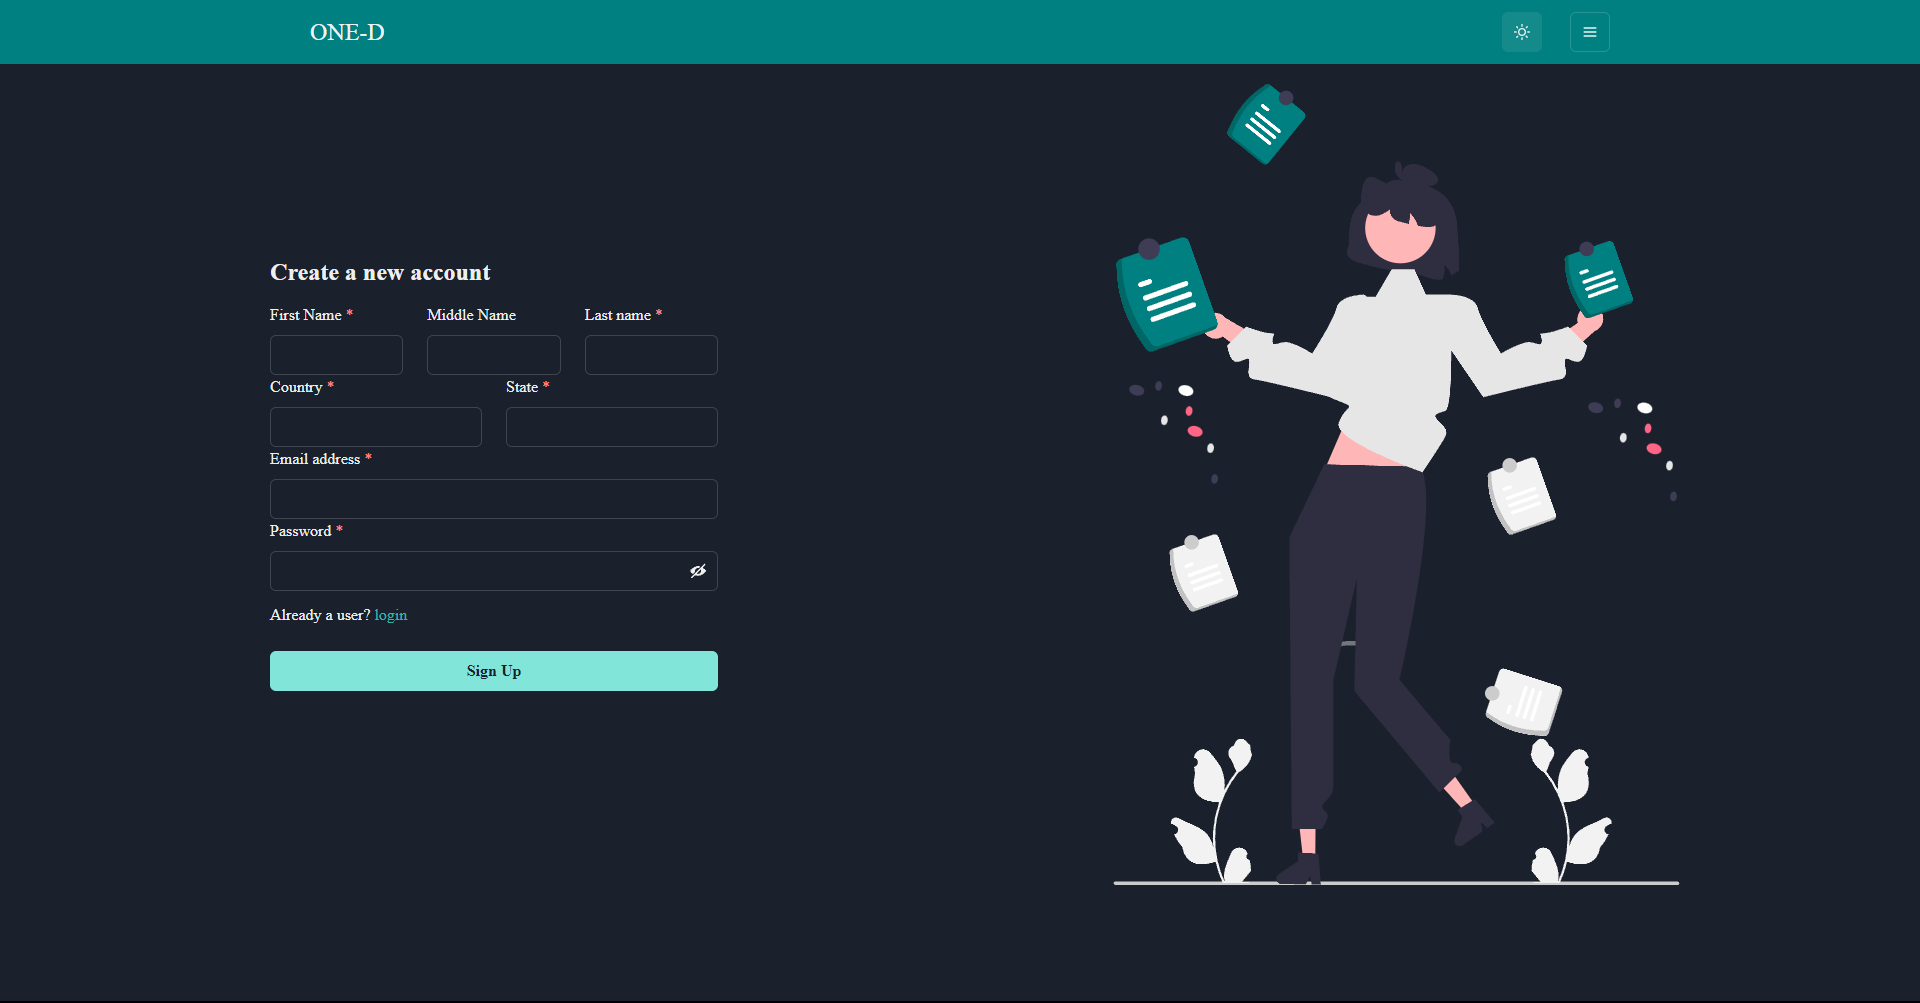 ONE-D
Create a new account
First Name * Middle Name Last name *
Country * State *
Email address *
Password *
Already a user? login
Sign Up